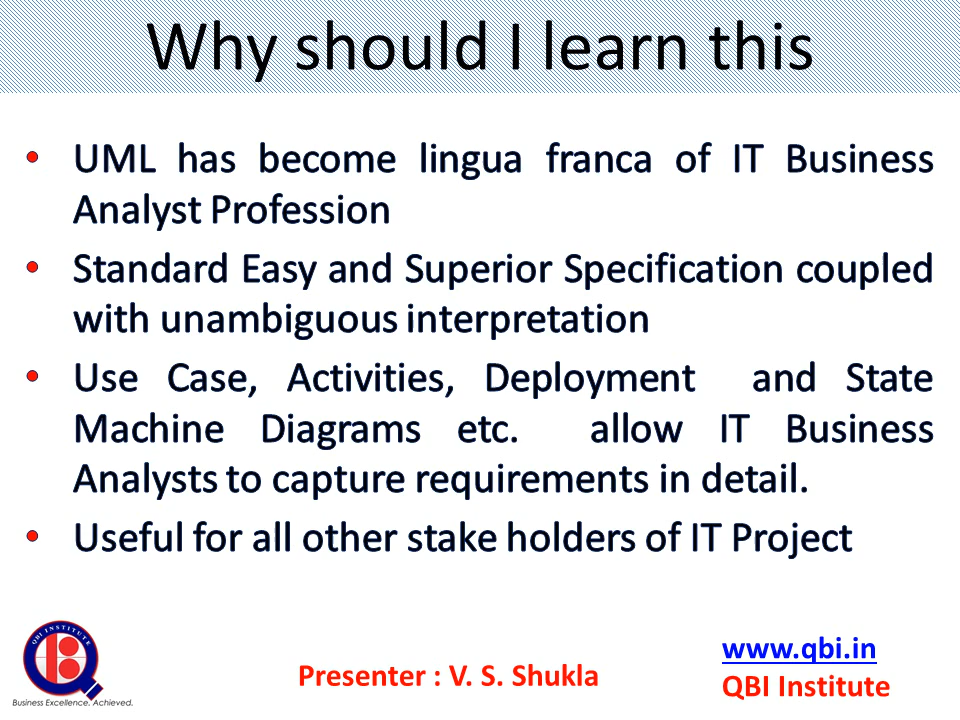 Why should I learn this
• UML has become lingua franca of IT Business
Analyst Profession
• Standard Easy and Superior Specification coupled
with unambiguous interpretation
• Use Case, Activities, Deployment and State
Machine Diagrams etc. allow IT Business
Analysts to capture requirements in detail.
• Useful for all other stake holders of IT Project
QBI INSTITUTE
Business Excellence. Achieved.
Presenter : V. S. Shukla
www.qbi.in
QBI Institute